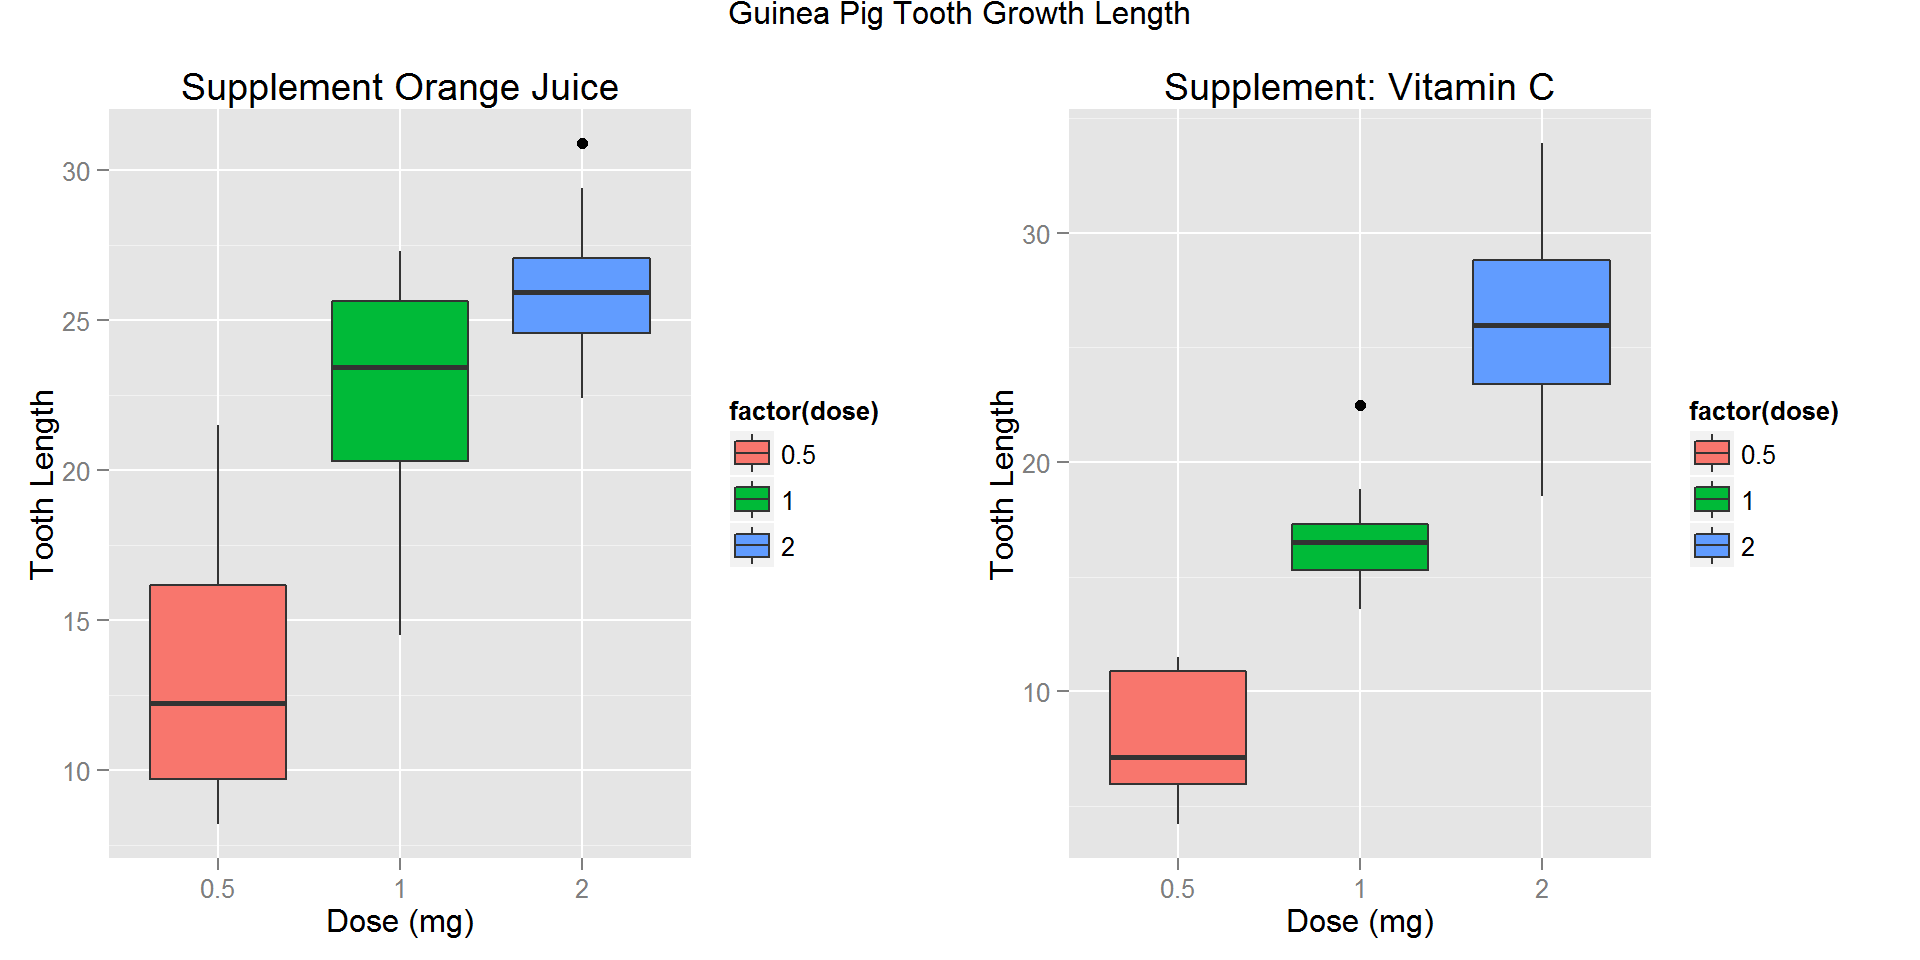 Guinea Pig Tooth Growth Length
Supplement Orange Juice
30
25
20
15
10
Tooth Length
0.5 1 2
Dose (mg)
factor(dose)
0.5
1
2
Supplement: Vitamin C
30
20
10
Tooth Length
0.5 1 2
Dose (mg)
factor(dose)
0.5
1
2